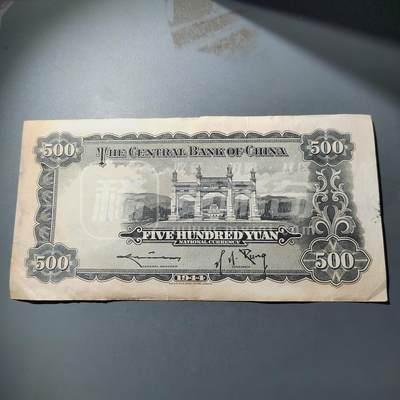 500 THE CENTRAL BANK OF CHINA 500
FIVE HUNDRED YUAN
NATIONAL CURRENCY
500 500
1944